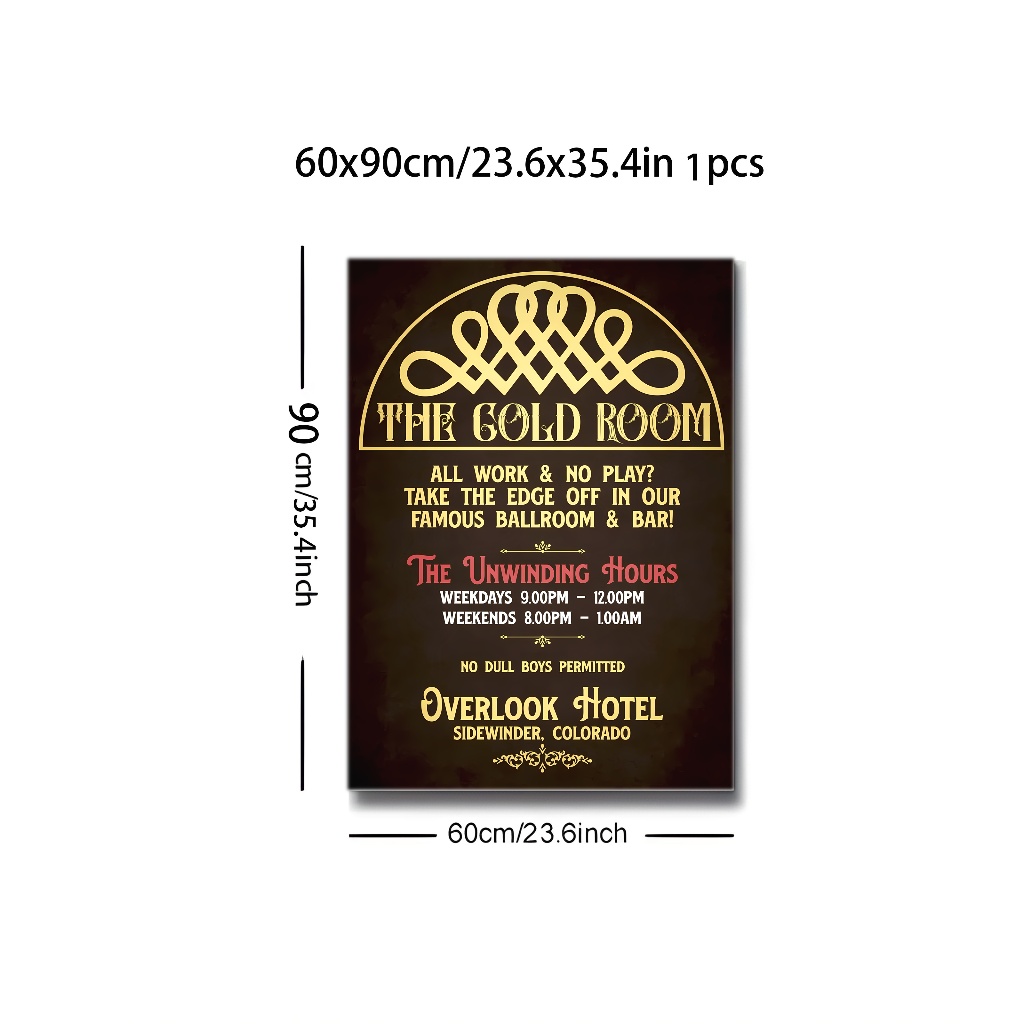 60x90cm/23.6x35.4in 1pcs
90 cm/35.4inch
THE GOLD ROOM
ALL WORK & NO PLAY?
TAKE THE EDGE OFF IN OUR
FAMOUS BALLROOM & BAR!
THE UNWINDING HOURS
WEEKDAYS 9.00PM – 12.00PM
WEEKENDS 8.00PM – 1.00AM
NO DULL BOYS PERMITTED
OVERLOOK HOTEL
SIDEWINDER, COLORADO
60cm/23.6inch